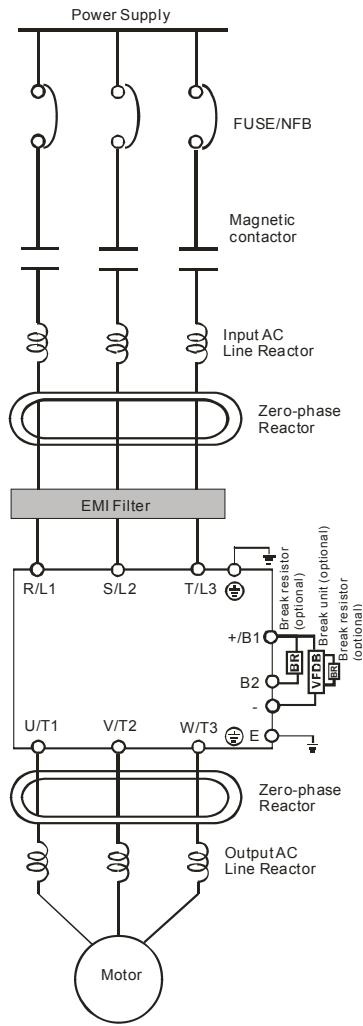 Power Supply
FUSE/NFB
Magnetic
contactor
Input AC
Line Reactor
Zero-phase
Reactor
EMI Filter
R/L1 S/L2 T/L3
Break resistor
(optional)
Break unit (optional)
Break resistor
(optional)
+/B1
BR
VFDB
BR
B2
-
U/T1 V/T2 W/T3 E
Zero-phase
Reactor
Output AC
Line Reactor
Motor